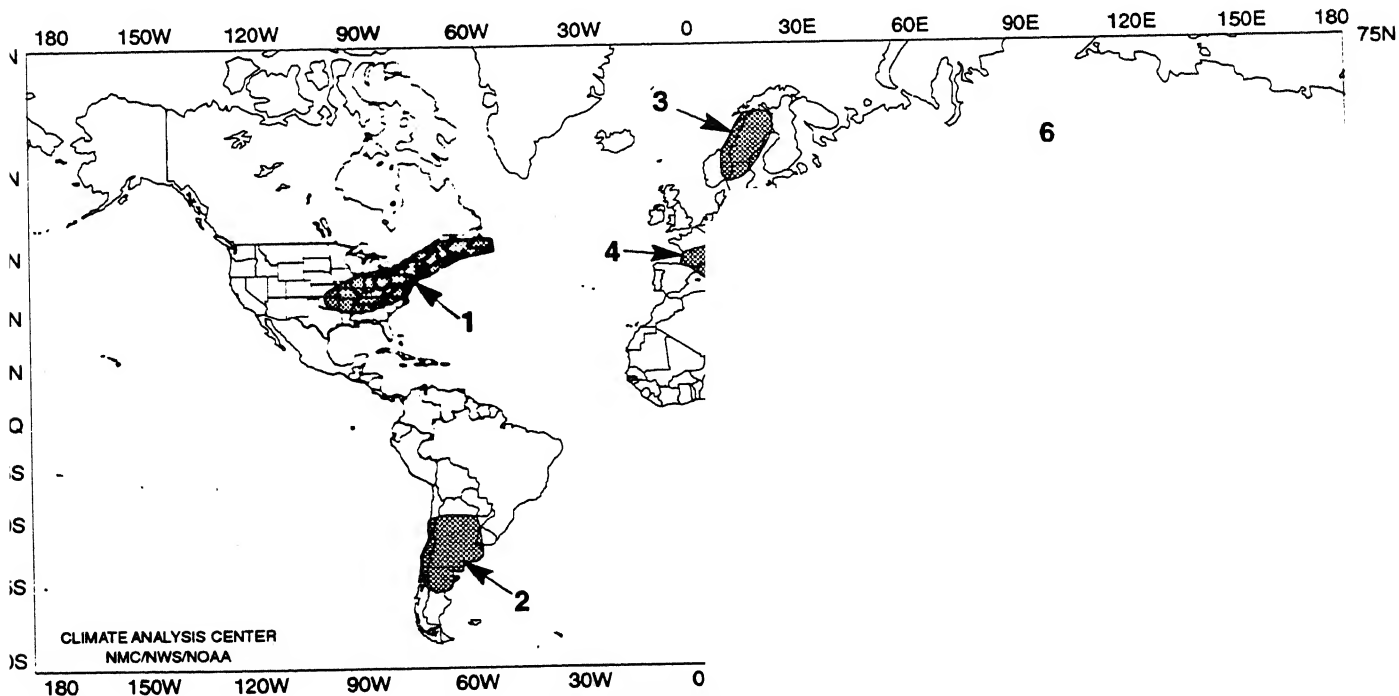 180 150W 120W 90W 60W 30W 0 30E 60E 90E 120E 150E 180
75N
N
3
6
N
4
N
N
1
N
Q
S
S
S
2
CLIMATE ANALYSIS CENTER
NMC/NWS/NOAA
S
180 150W 120W 90W 60W 30W 0